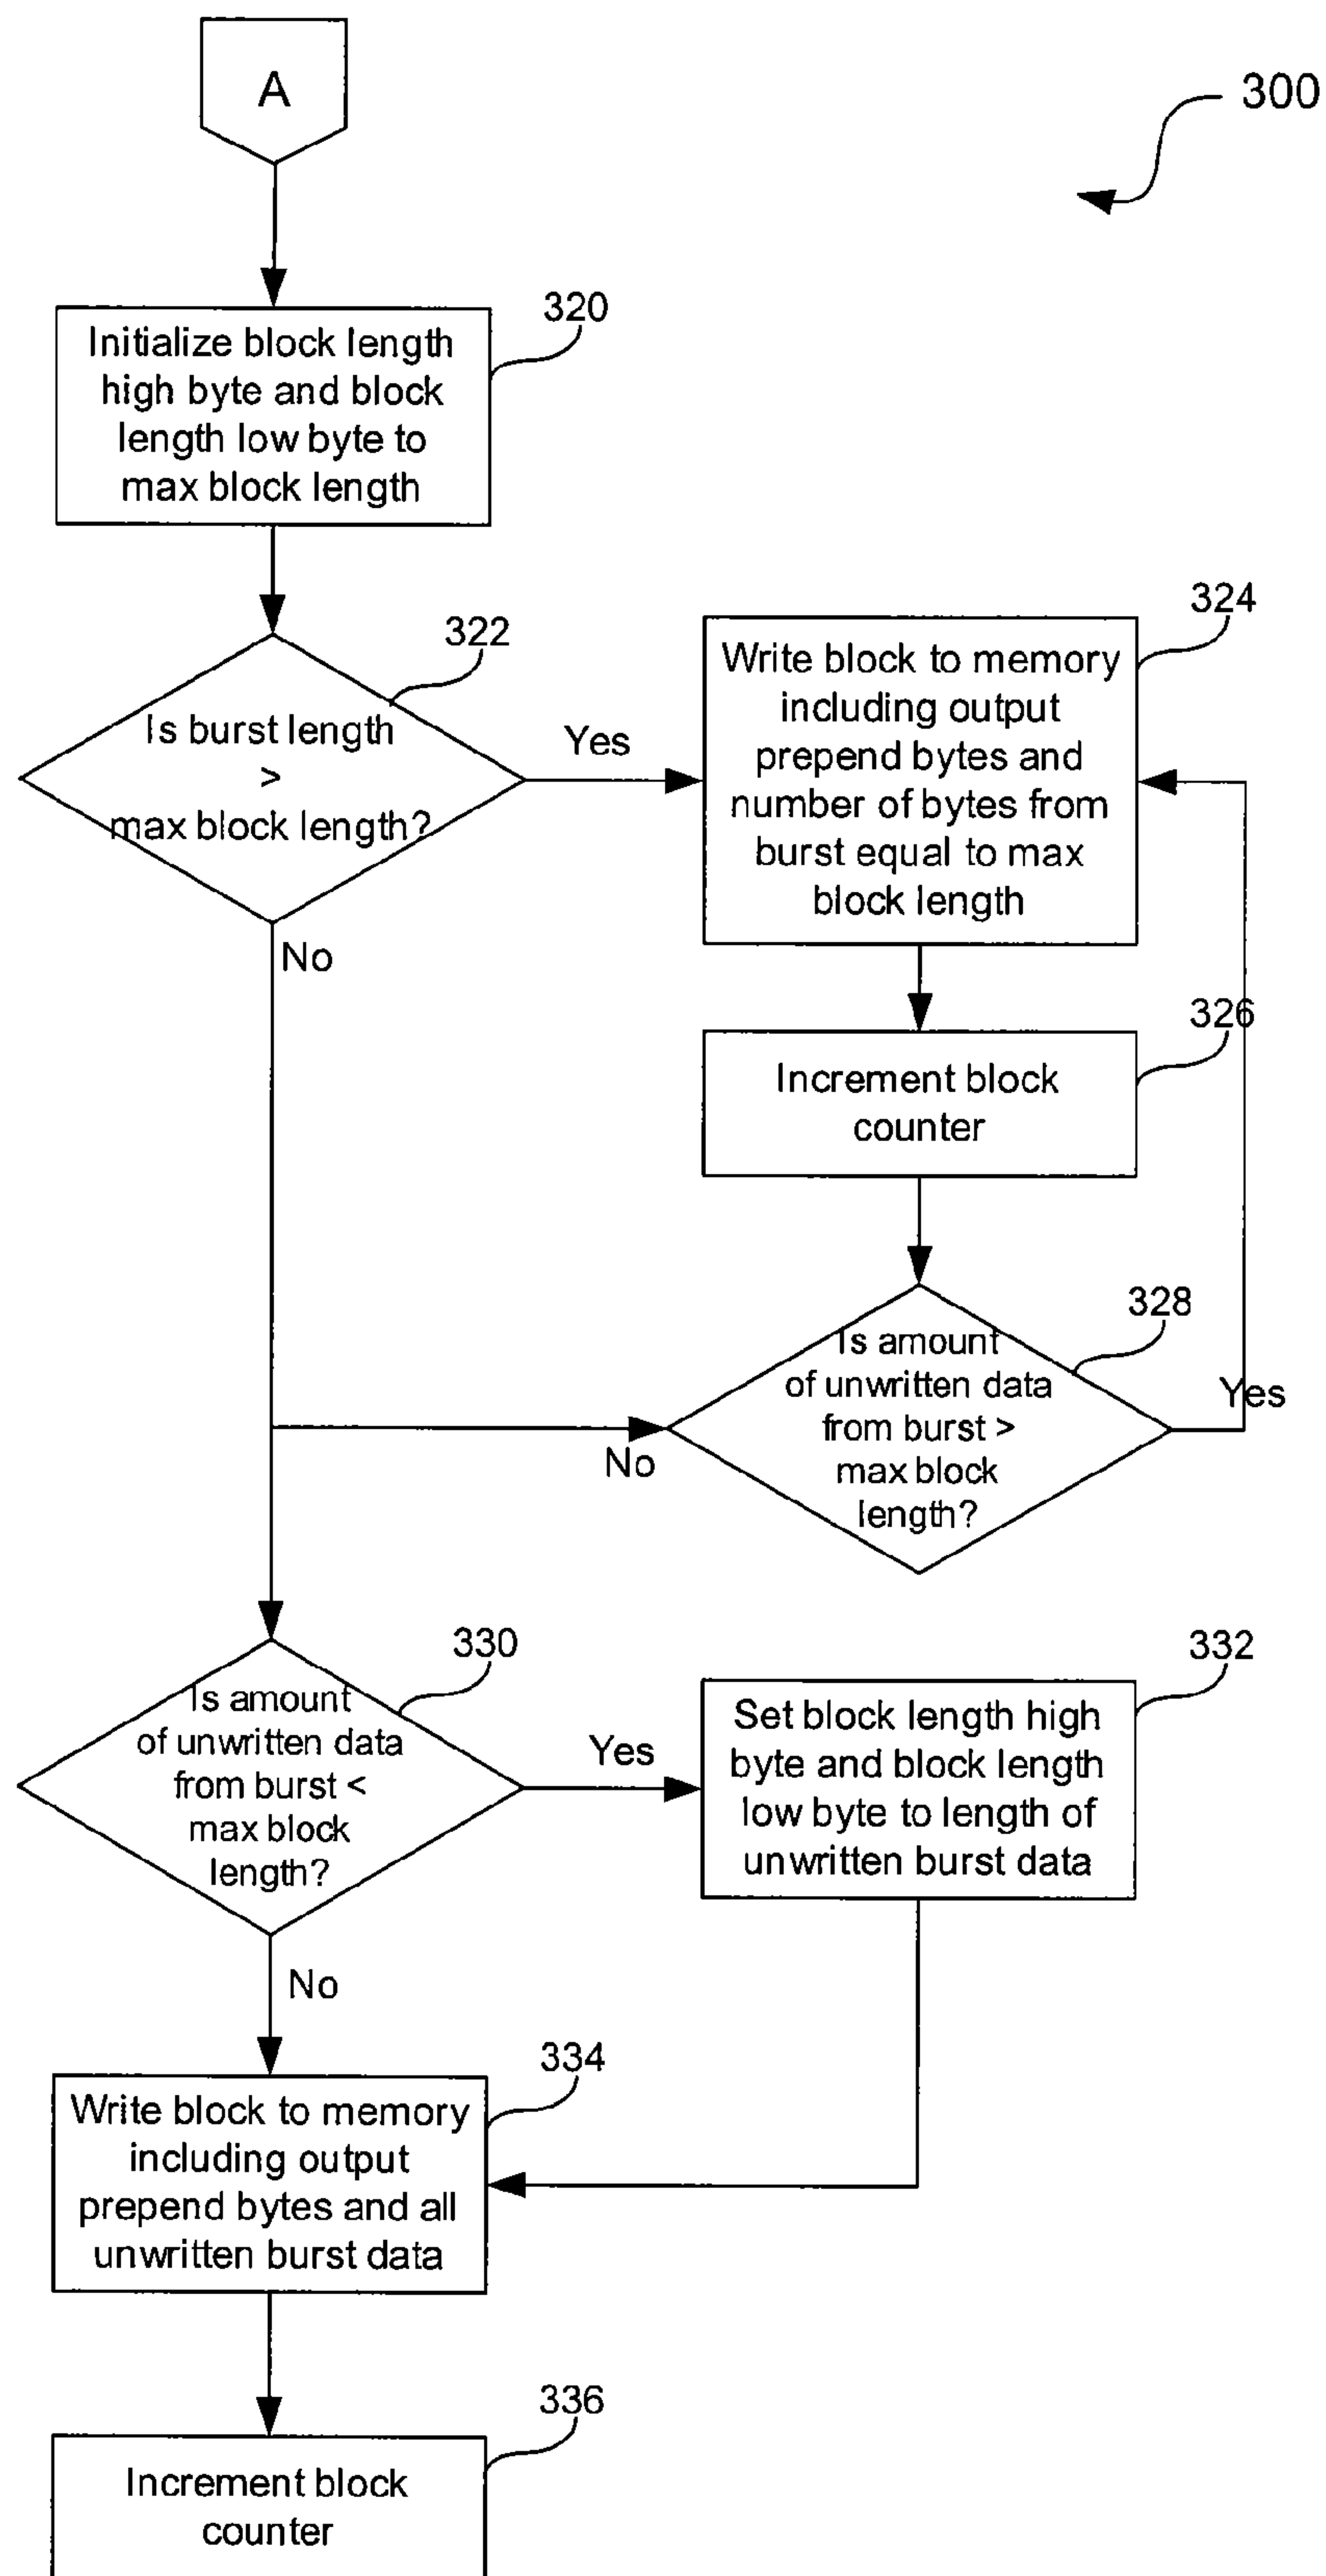 A
300
320
Initialize block length
high byte and block
length low byte to
max block length
322
Is burst length
>
max block length?
Yes
No
324
Write block to memory
including output
prepend bytes and
number of bytes from
burst equal to max
block length
326
Increment block
counter
328
Is amount
of unwritten data
from burst >
max block
length?
Yes
No
330
Is amount
of unwritten data
from burst <
max block
length?
Yes
No
332
Set block length high
byte and block length
low byte to length of
unwritten burst data
334
Write block to memory
including output
prepend bytes and all
unwritten burst data
336
Increment block
counter